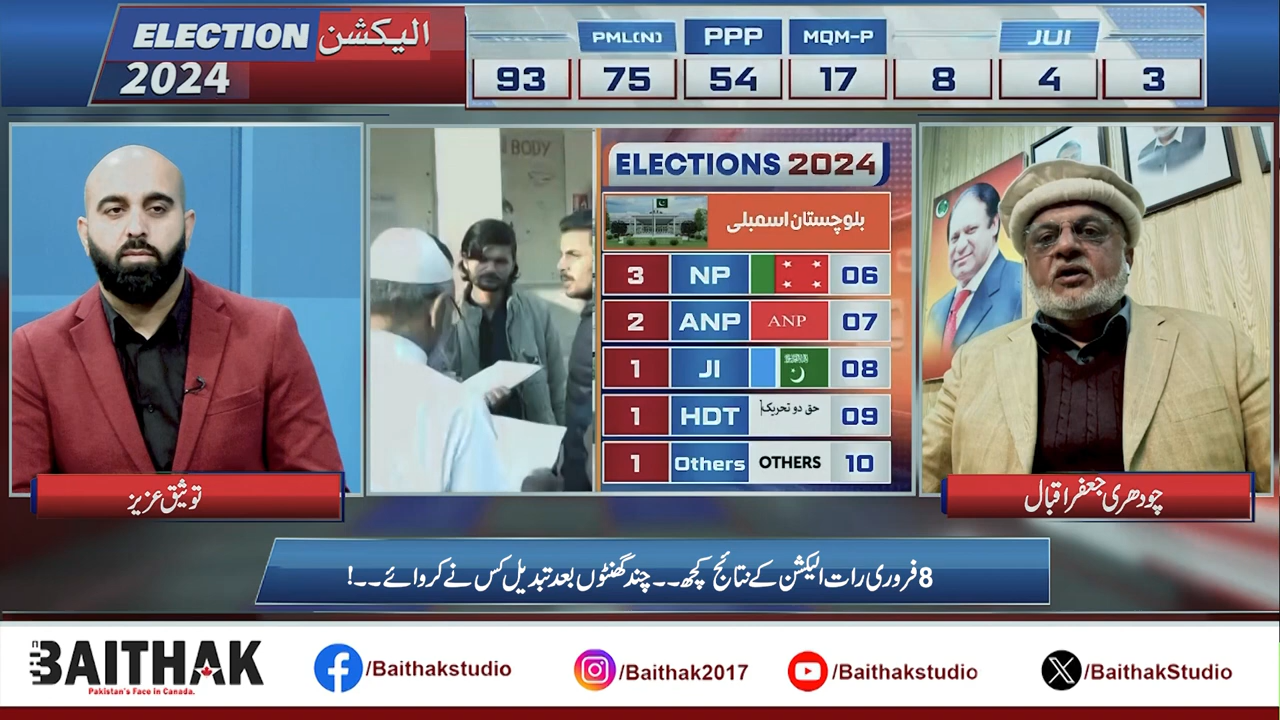 ELECTION الیکشن
2024
PML(N) PPP MQM-P JUI
93 75 54 17 8 4 3
BODY
ELECTIONS 2024
بلوچستان اسمبلی
3 NP 06
2 ANP ANP 07
1 JI 08
1 HDT حق دو تحریک 09
1 Others OTHERS 10
توثیق عزیز
چودھری جعفر اقبال
8 فروری رات الیکشن کے نتائج کچھ۔۔ چند گھنٹوں بعد تبدیل کس نے کروائے۔۔!
BAITHAK
Pakistan's Face in Canada.
/Baithakstudio
/Baithak2017
/Baithakstudio
/BaithakStudio